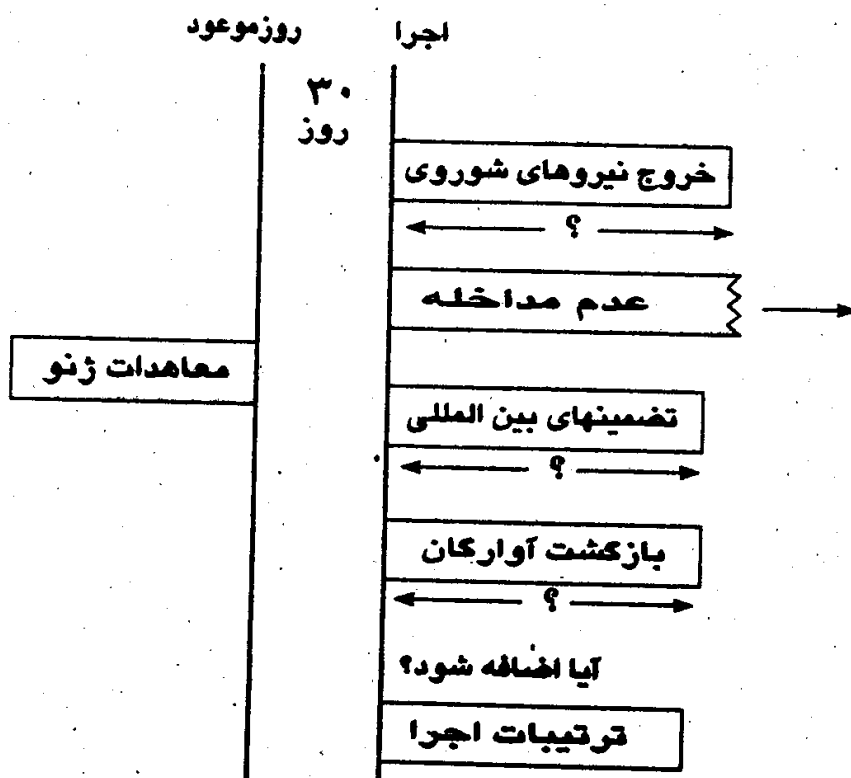 روزموعود
اجرا
۳۰
روز
خروج نیروهای شوروی
؟
عدم مداخله
معاهدات ژنو
تضمینهای بین المللی
؟
بازگشت آوارگان
؟
آیا اضافه شود؟
ترتیبات اجرا